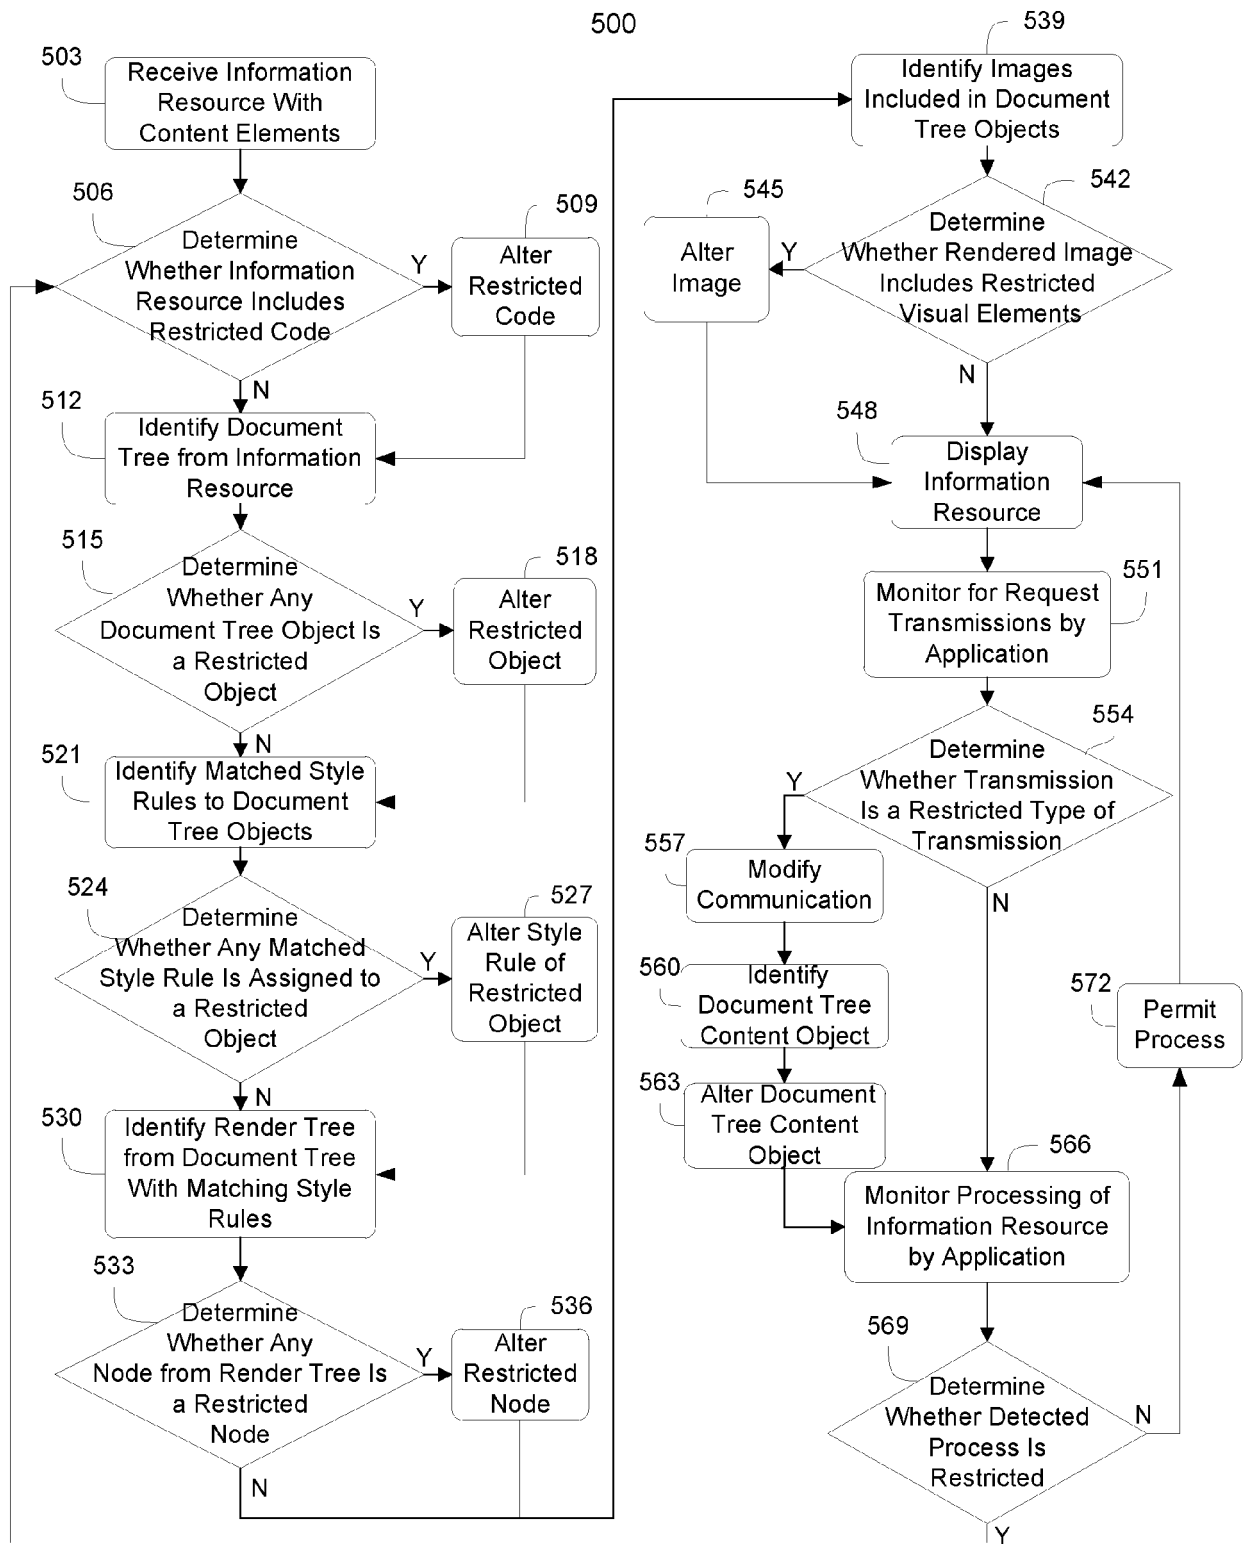 500
503
Receive Information
Resource With
Content Elements
506
Determine
Whether Information
Resource Includes
Restricted Code
Y
N
509
Alter
Restricted
Code
512
Identify Document
Tree from Information
Resource
515
Determine
Whether Any
Document Tree Object Is
a Restricted
Object
Y
N
518
Alter
Restricted
Object
521
Identify Matched Style
Rules to Document
Tree Objects
524
Determine
Whether Any Matched
Style Rule Is Assigned to
a Restricted
Object
Y
N
527
Alter Style
Rule of
Restricted
Object
530
Identify Render Tree
from Document Tree
With Matching Style
Rules
533
Determine
Whether Any
Node from Render Tree Is
a Restricted
Node
Y
N
536
Alter
Restricted
Node
539
Identify Images
Included in Document
Tree Objects
542
Determine
Whether Rendered Image
Includes Restricted
Visual Elements
Y
N
545
Alter
Image
548
Display
Information
Resource
551
Monitor for Request
Transmissions by
Application
554
Determine
Whether Transmission
Is a Restricted Type of
Transmission
Y
N
557
Modify
Communication
560
Identify
Document Tree
Content Object
563
Alter Document
Tree Content
Object
566
Monitor Processing of
Information Resource
by Application
569
Determine
Whether Detected
Process Is
Restricted
N
Y
572
Permit
Process